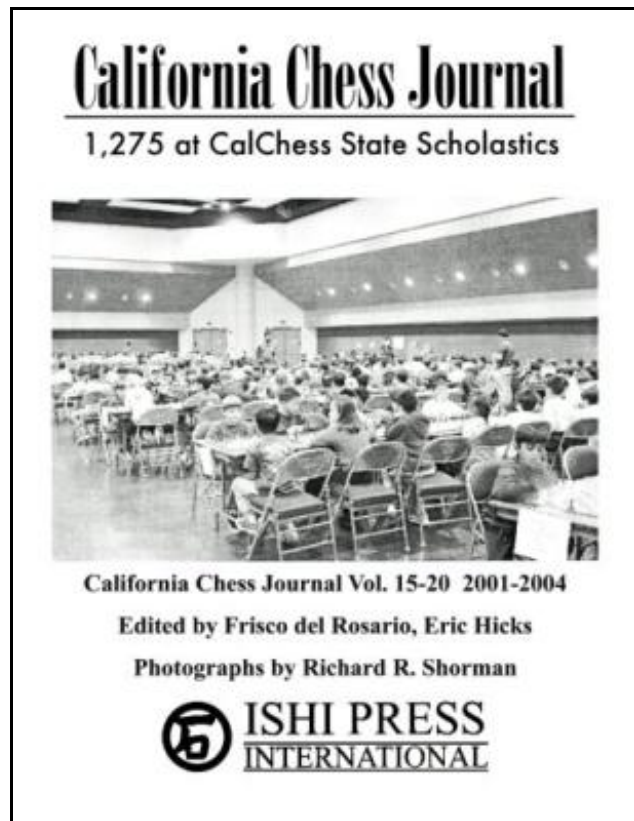 California Chess Journal
1,275 at CalChess State Scholastics
California Chess Journal Vol. 15-20 2001-2004
Edited by Frisco del Rosario, Eric Hicks
Photographs by Richard R. Shorman
ISHI PRESS
INTERNATIONAL